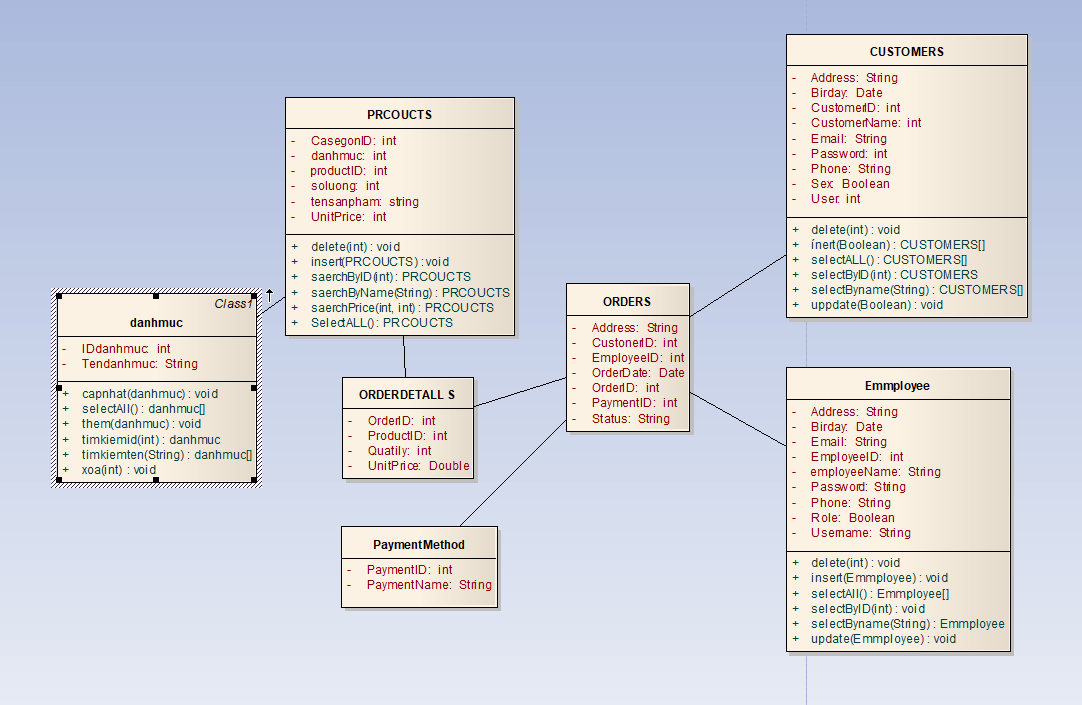 CUSTOMERS
- Address: String
- Birday: Date
- CustomerID: int
- CustomerName: int
- Email: String
- Password: int
- Phone: String
- Sex: Boolean
- User: int
+ delete(int) : void
+ ínert(Boolean) : CUSTOMERS[]
+ selectALL() : CUSTOMERS[]
+ selectByID(int) : CUSTOMERS
+ selectByname(String) : CUSTOMERS[]
+ uppdate(Boolean) : void
PRCOUCTS
- CasegonID: int
- danhmuc: int
- productID: int
- soluong: int
- tensanpham: string
- UnitPrice: int
+ delete(int) : void
+ insert(PRCOUCTS) : void
+ saerchByID(int) : PRCOUCTS
+ saerchByName(String) : PRCOUCTS
+ saerchPrice(int, int) : PRCOUCTS
+ SelectALL() : PRCOUCTS
Class1
danhmuc
- IDdanhmuc: int
- Tendanhmuc: String
+ capnhat(danhmuc) : void
+ selectAll() : danhmuc[]
+ them(danhmuc) : void
+ timkiemid(int) : danhmuc
+ timkiemten(String) : danhmuc[]
+ xoa(int) : void
ORDERS
- Address: String
- CustonerID: int
- EmployeeID: int
- OrderDate: Date
- OrderID: int
- PaymentID: int
- Status: String
ORDERDETALL S
- OrderID: int
- ProductID: int
- Quatily: int
- UnitPrice: Double
Emmployee
- Address: String
- Birday: Date
- Email: String
- EmployeeID: int
- employeeName: String
- Password: String
- Phone: String
- Role: Boolean
- Username: String
+ delete(int) : void
+ insert(Emmployee) : void
+ selectAll() : Emmployee[]
+ selectByID(int) : void
+ selectByname(String) : Emmployee
+ update(Emmployee) : void
PaymentMethod
- PaymentID: int
- PaymentName: String